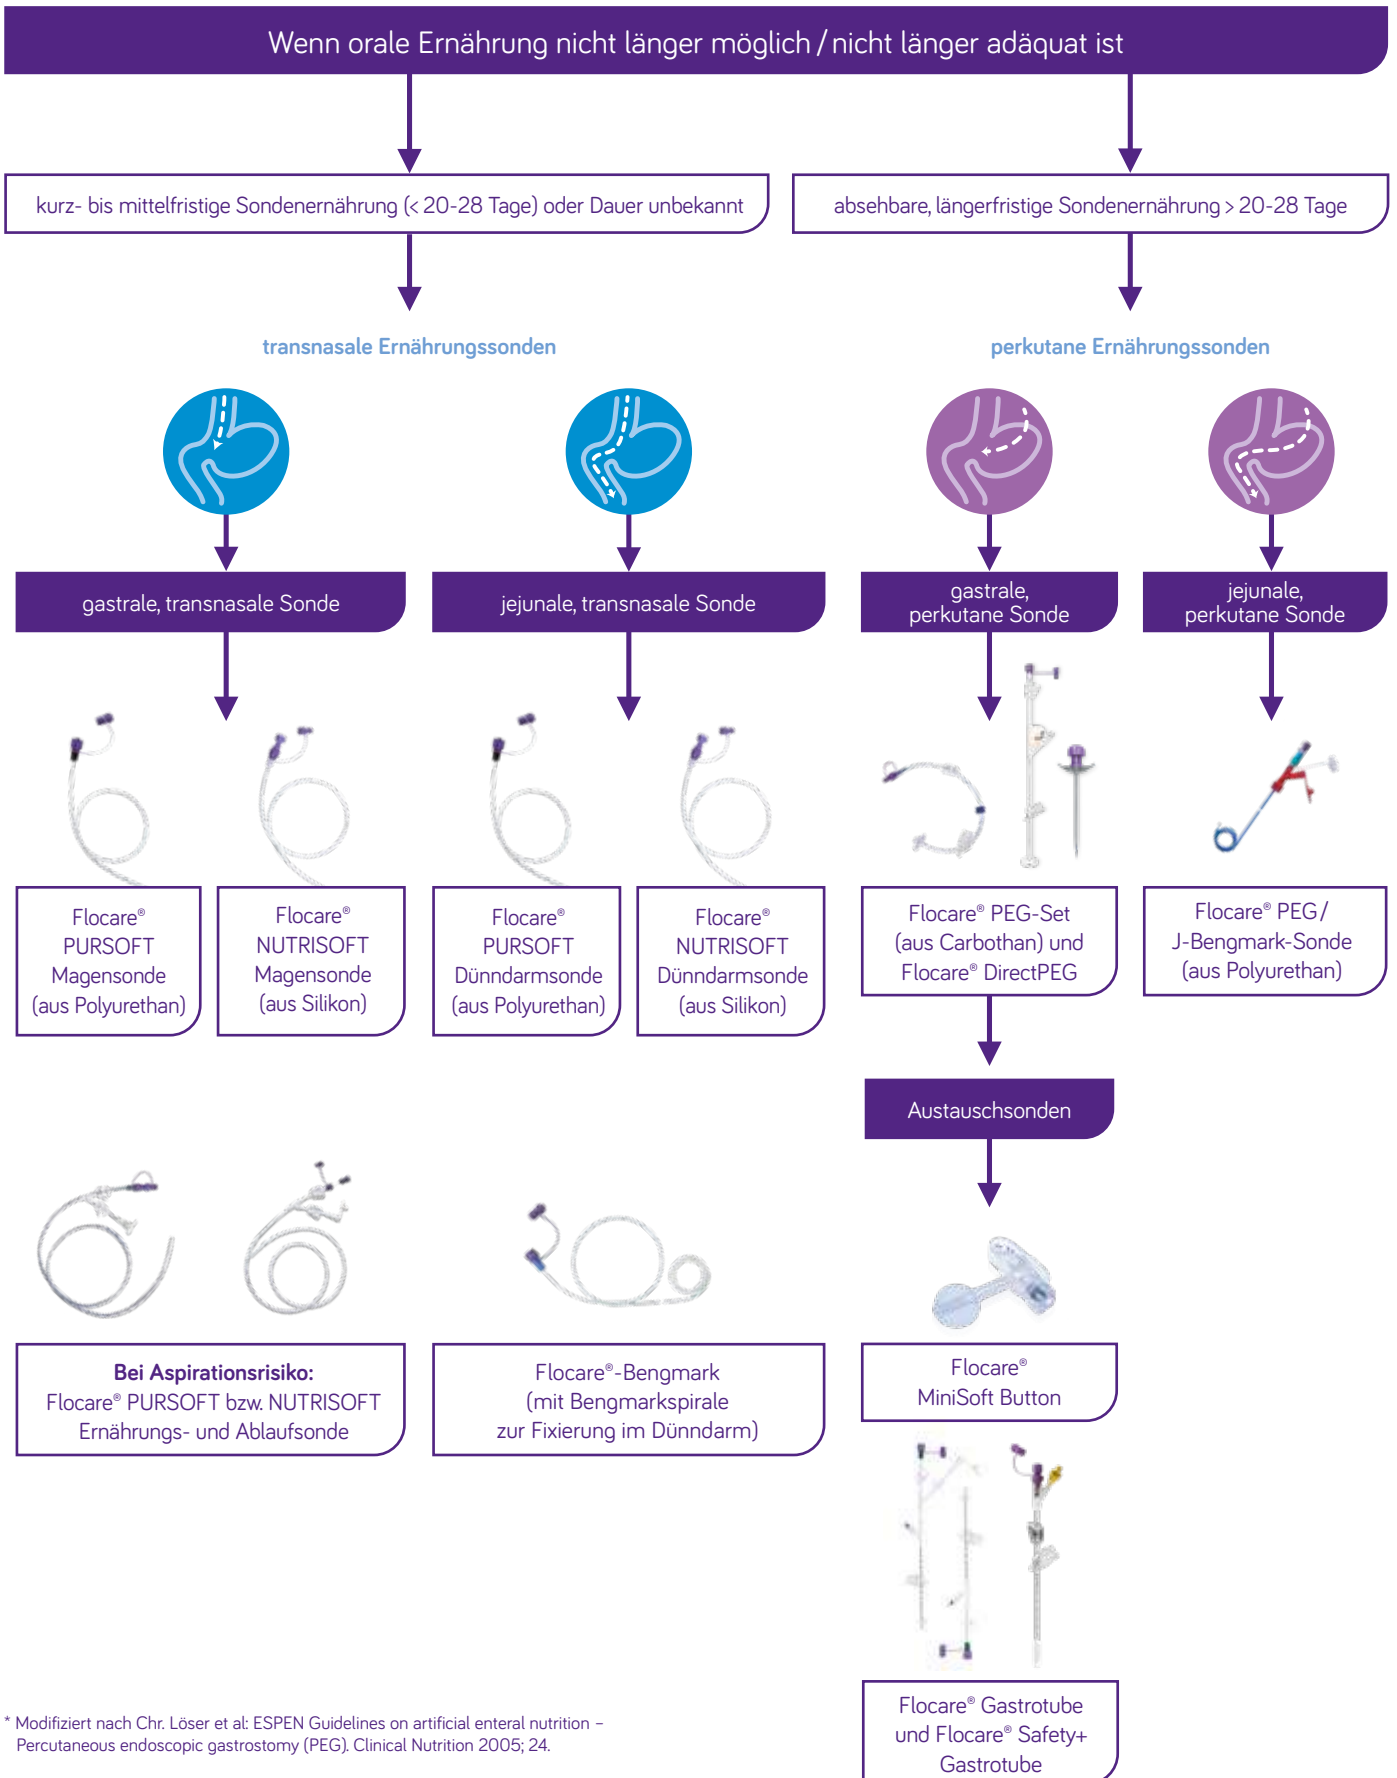 Wenn orale Ernährung nicht länger möglich / nicht länger adäquat ist
kurz- bis mittelfristige Sondenernährung (< 20-28 Tage) oder Dauer unbekannt
absehbare, längerfristige Sondenernährung > 20-28 Tage
transnasale Ernährungssonden
perkutane Ernährungssonden
gastrale, transnasale Sonde
jejunale, transnasale Sonde
gastrale,
perkutane Sonde
jejunale,
perkutane Sonde
Flocare®
PURSOFT
Magensonde
(aus Polyurethan)
Flocare®
NUTRISOFT
Magensonde
(aus Silikon)
Flocare®
PURSOFT
Dünndarmsonde
(aus Polyurethan)
Flocare®
NUTRISOFT
Dünndarmsonde
(aus Silikon)
Flocare® PEG-Set
(aus Carbothan) und
Flocare® DirectPEG
Flocare® PEG/
J-Bengmark-Sonde
(aus Polyurethan)
Austauschsonden
Bei Aspirationsrisiko:
Flocare® PURSOFT bzw. NUTRISOFT
Ernährungs- und Ablaufsonde
Flocare®-Bengmark
(mit Bengmarkspirale
zur Fixierung im Dünndarm)
Flocare®
MiniSoft Button
Flocare® Gastrotube
und Flocare® Safety+
Gastrotube
* Modifiziert nach Chr. Löser et al: ESPEN Guidelines on artificial enteral nutrition –
Percutaneous endoscopic gastrostomy (PEG). Clinical Nutrition 2005; 24.